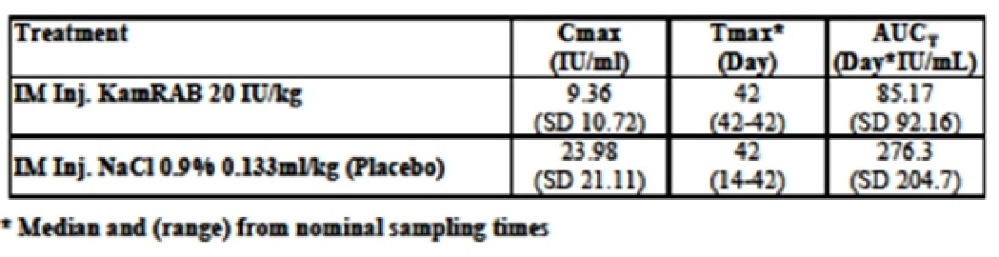 Treatment Cmax (IU/ml) Tmax* (Day) AUCT (Day*IU/mL)
IM Inj. KamRAB 20 IU/kg 9.36 (SD 10.72) 42 (42-42) 85.17 (SD 92.16)
IM Inj. NaCl 0.9% 0.133ml/kg (Placebo) 23.98 (SD 21.11) 42 (14-42) 276.3 (SD 204.7)
* Median and (range) from nominal sampling times